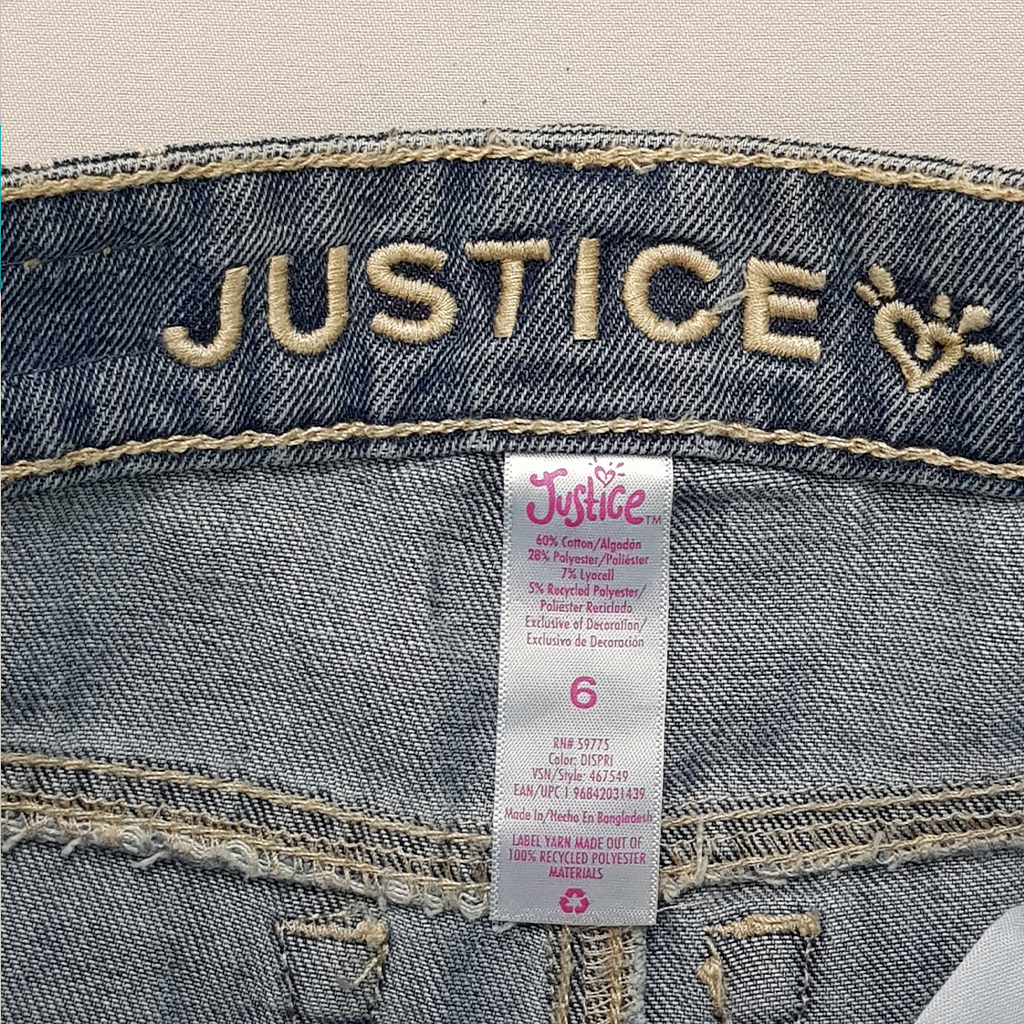 JUSTICE
Justice™
60% Cotton/Algodón
28% Polyester/Poliéster
7% Lyocell
5% Recycled Polyester/
Poliéster Reciclado
Exclusive of Decoration/
Exclusivo de Decoración
6
RN# 59775
Color: DISPRI
VSN/Style: 467549
EAN/UPC 1 96842031439
Made In/Hecho En Bangladesh
LABEL YARN MADE OUT OF
100% RECYCLED POLYESTER
MATERIALS